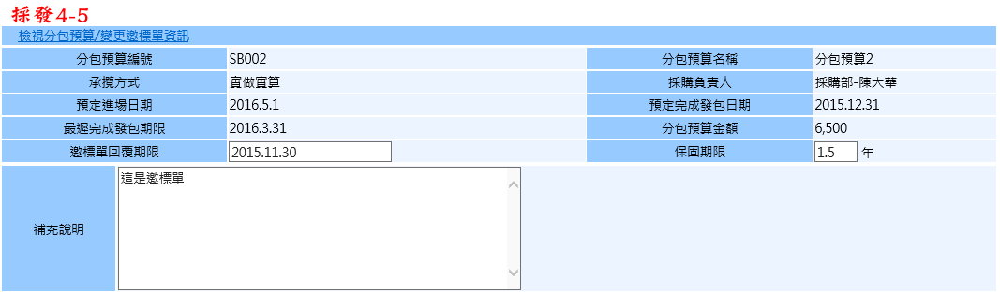 採發4-5
檢視分包預算/變更邀標單資訊
分包預算編號 SB002 分包預算名稱 分包預算2
承攬方式 實做實算 採購負責人 採購部-陳大華
預定進場日期 2016.5.1 預定完成發包日期 2015.12.31
最遲完成發包期限 2016.3.31 分包預算金額 6,500
邀標單回覆期限 2015.11.30 保固期限 1.5 年
這是邀標單
補充說明